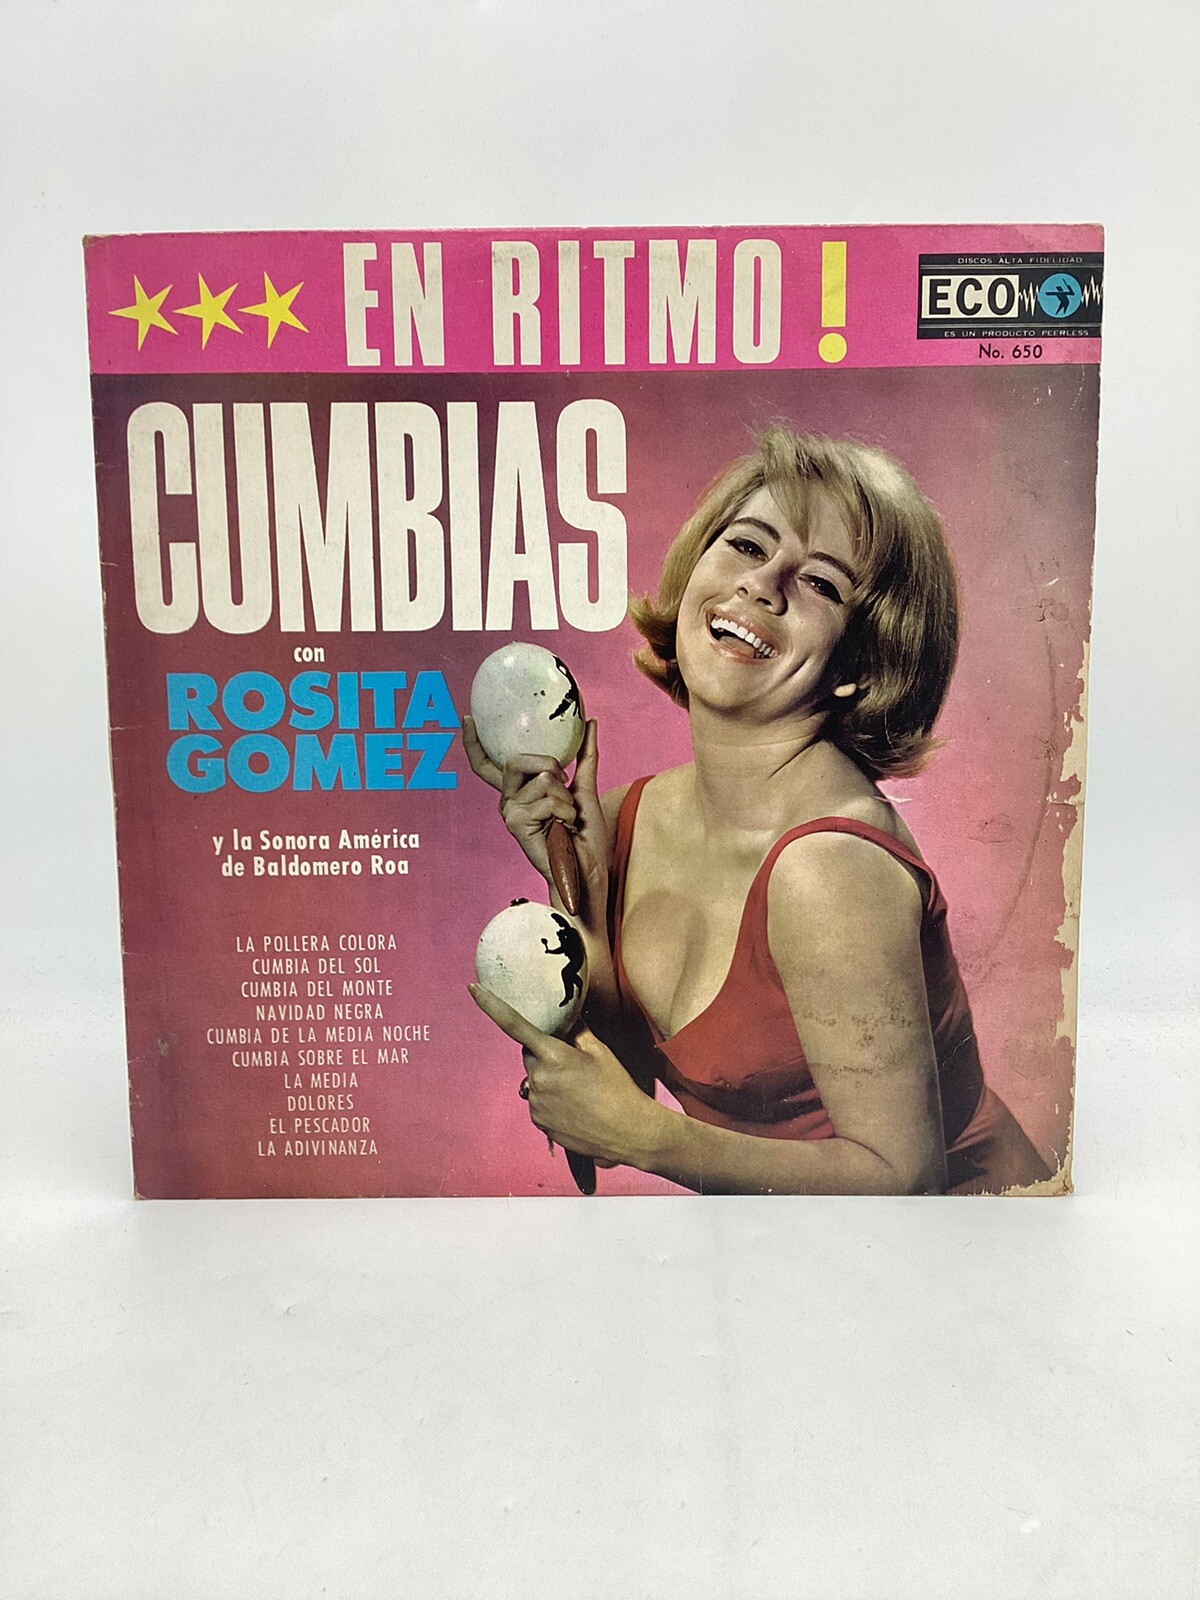 EN RITMO!
DISCOS ALTA FIDELIDAD
ECO
ES UN PRODUCTO PEERLESS
No. 650
CUMBIAS
con
ROSITA
GOMEZ
y la Sonora América
de Baldomero Roa
LA POLLERA COLORA
CUMBIA DEL SOL
CUMBIA DEL MONTE
NAVIDAD NEGRA
CUMBIA DE LA MEDIA NOCHE
CUMBIA SOBRE EL MAR
LA MEDIA
DOLORES
EL PESCADOR
LA ADIVINANZA